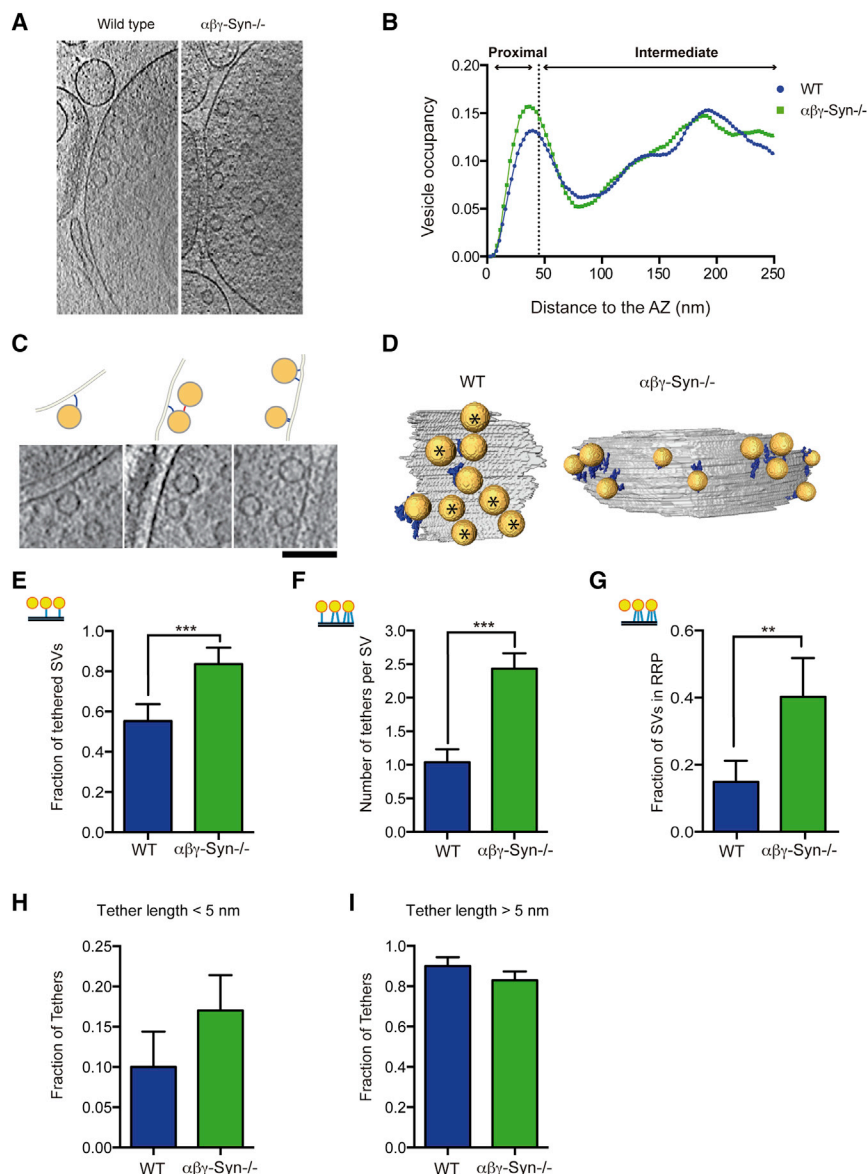 A
Wild type
αβγ-Syn-/-
B
Proximal
Intermediate
0.20
0.15
0.10
0.05
0.00
0
50
100
150
200
250
Vesicle occupancy
Distance to the AZ (nm)
WT
αβγ-Syn-/-
C
D
WT
αβγ-Syn-/-
*
*
*
*
*
*
E
***
1.0
0.8
0.6
0.4
0.2
0.0
Fraction of tethered SVs
WT
αβγ-Syn-/-
F
***
3.0
2.5
2.0
1.5
1.0
0.5
0.0
Number of tethers per SV
WT
αβγ-Syn-/-
G
**
0.6
0.4
0.2
0.0
Fraction of SVs in RRP
WT
αβγ-Syn-/-
H
Tether length < 5 nm
0.25
0.20
0.15
0.10
0.05
0.00
Fraction of Tethers
WT
αβγ-Syn-/-
I
Tether length > 5 nm
1.0
0.8
0.6
0.4
0.2
0.0
Fraction of Tethers
WT
αβγ-Syn-/-